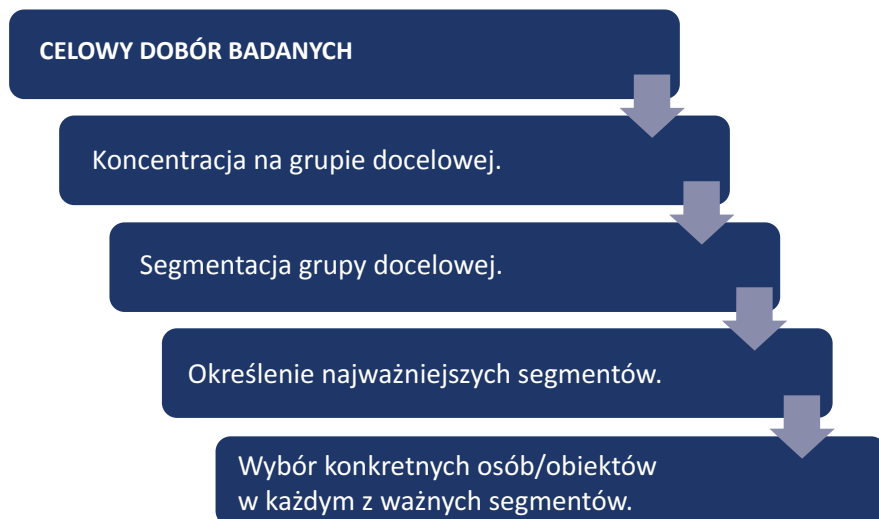 CELOWY DOBÓR BADANYCH
Koncentracja na grupie docelowej.
Segmentacja grupy docelowej.
Określenie najważniejszych segmentów.
Wybór konkretnych osób/obiektów
w każdym z ważnych segmentów.